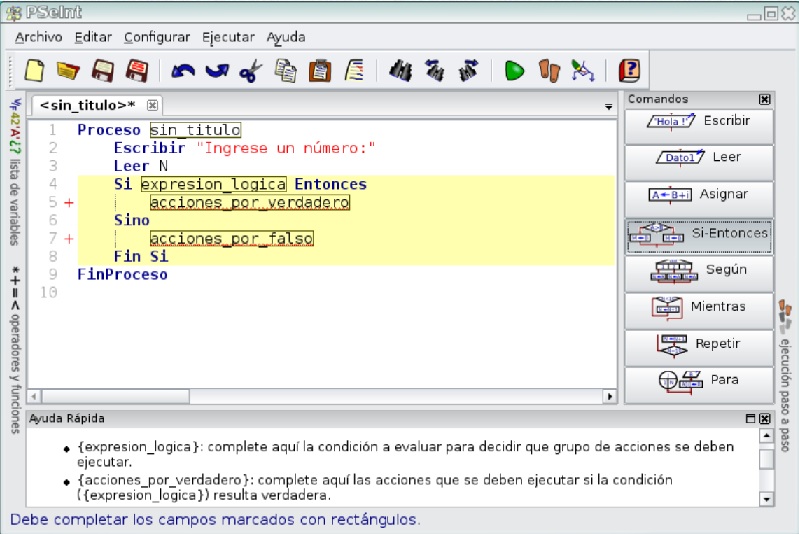 PSeInt
Archivo Editar Configurar Ejecutar Ayuda
<sin_titulo>*
1 Proceso sin_titulo
2 Escribir "Ingrese un número:"
3 Leer N
4 Si expresion_logica Entonces
5 + acciones_por_verdadero
6 Sino
7 + acciones_por_falso
8 Fin Si
9 FinProceso
10
lista de variables
* + = < operadores y funciones
Comandos
'Hola !' Escribir
Dato1 Leer
A←B+i Asignar
Si-Entonces
Según
Mientras
Repetir
Para
ejecución paso a paso
Ayuda Rápida
• {expresion_logica}: complete aquí la condición a evaluar para decidir que grupo de acciones se deben
ejecutar.
• {acciones_por_verdadero}: complete aquí las acciones que se deben ejecutar si la condición
({expresion_logica}) resulta verdadera.
Debe completar los campos marcados con rectángulos.